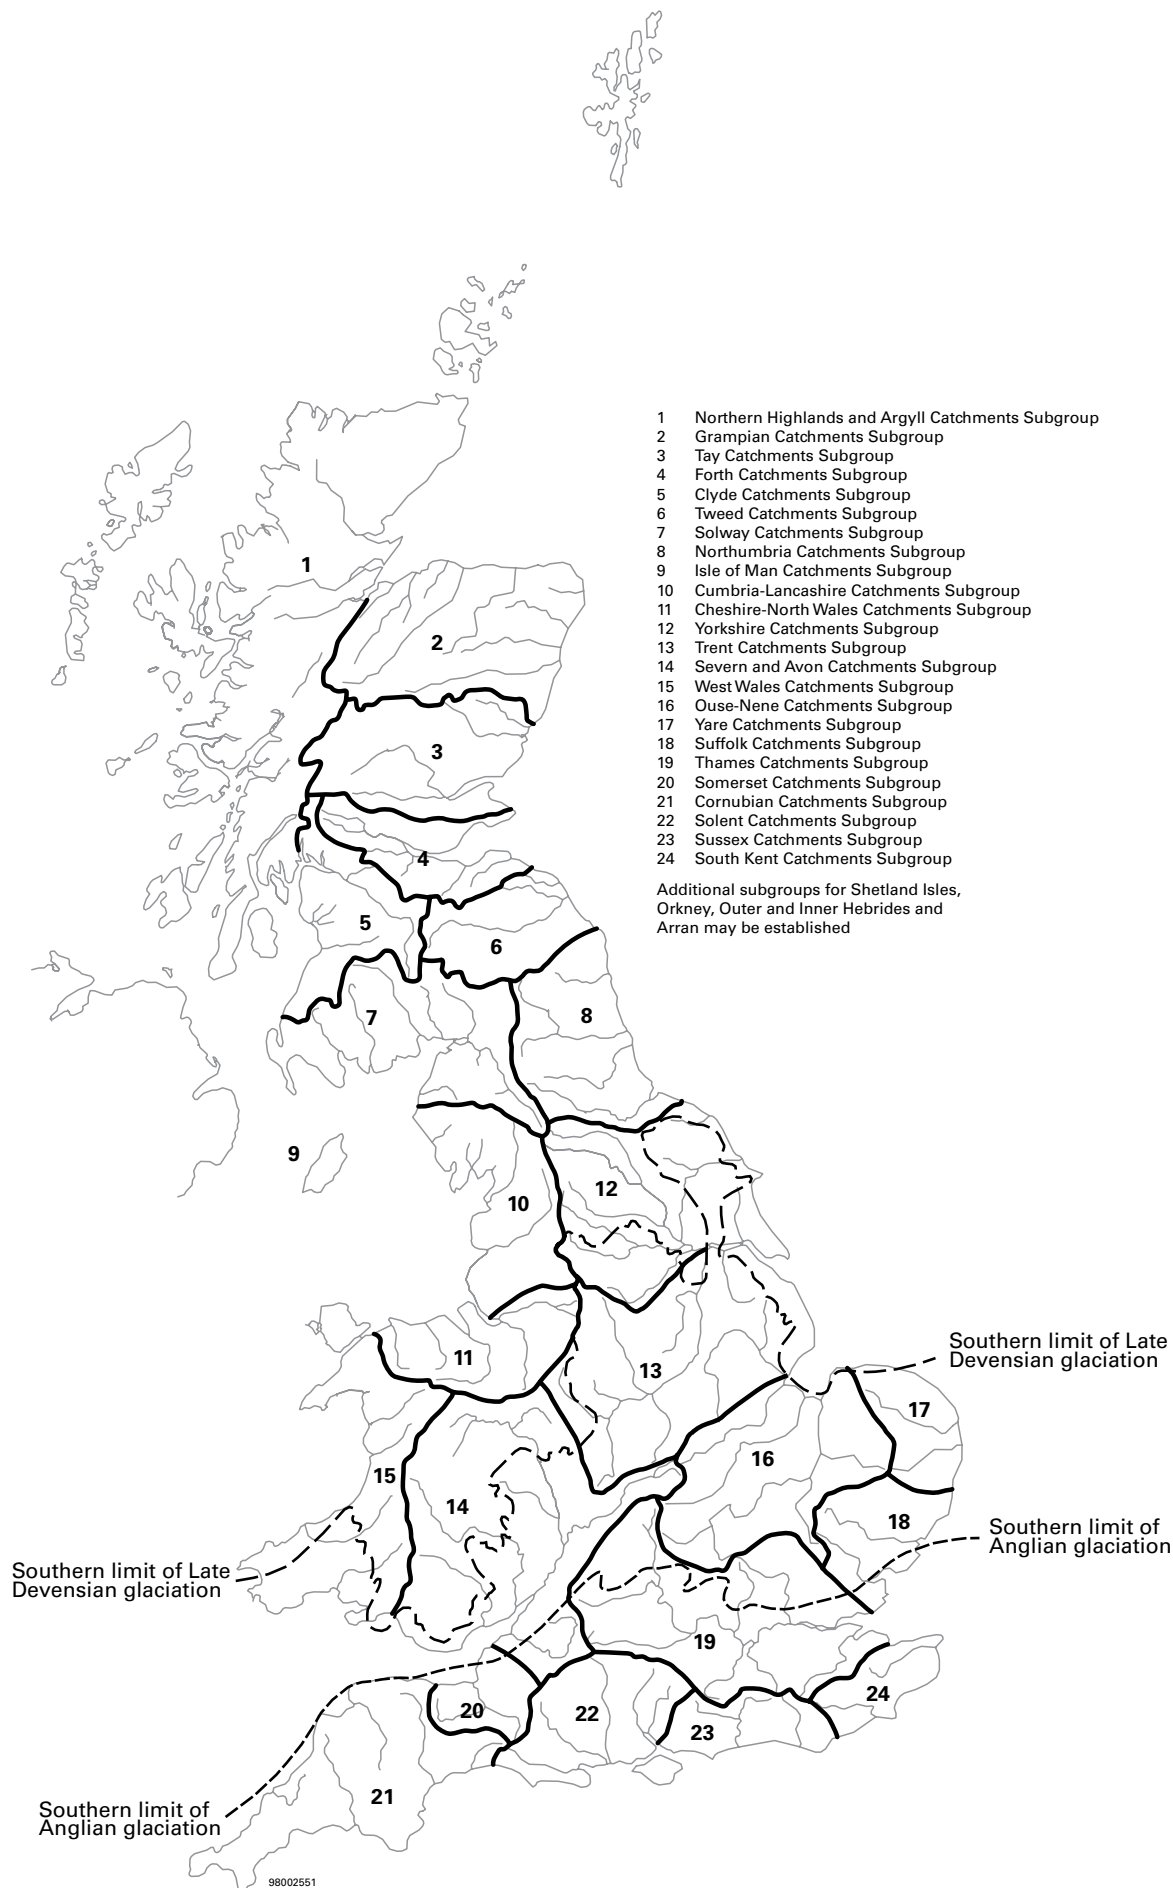 1 Northern Highlands and Argyll Catchments Subgroup
2 Grampian Catchments Subgroup
3 Tay Catchments Subgroup
4 Forth Catchments Subgroup
5 Clyde Catchments Subgroup
6 Tweed Catchments Subgroup
7 Solway Catchments Subgroup
8 Northumbria Catchments Subgroup
9 Isle of Man Catchments Subgroup
10 Cumbria-Lancashire Catchments Subgroup
11 Cheshire-North Wales Catchments Subgroup
12 Yorkshire Catchments Subgroup
13 Trent Catchments Subgroup
14 Severn and Avon Catchments Subgroup
15 West Wales Catchments Subgroup
16 Ouse-Nene Catchments Subgroup
17 Yare Catchments Subgroup
18 Suffolk Catchments Subgroup
19 Thames Catchments Subgroup
20 Somerset Catchments Subgroup
21 Cornubian Catchments Subgroup
22 Solent Catchments Subgroup
23 Sussex Catchments Subgroup
24 South Kent Catchments Subgroup
Additional subgroups for Shetland Isles,
Orkney, Outer and Inner Hebrides and
Arran may be established
1
2
3
4
5
6
7
8
9
10
12
11
13
Southern limit of Late
Devensian glaciation
17
16
15
14
18
Southern limit of
Anglian glaciation
Southern limit of Late
Devensian glaciation
19
24
20
22
23
21
Southern limit of
Anglian glaciation
98002551